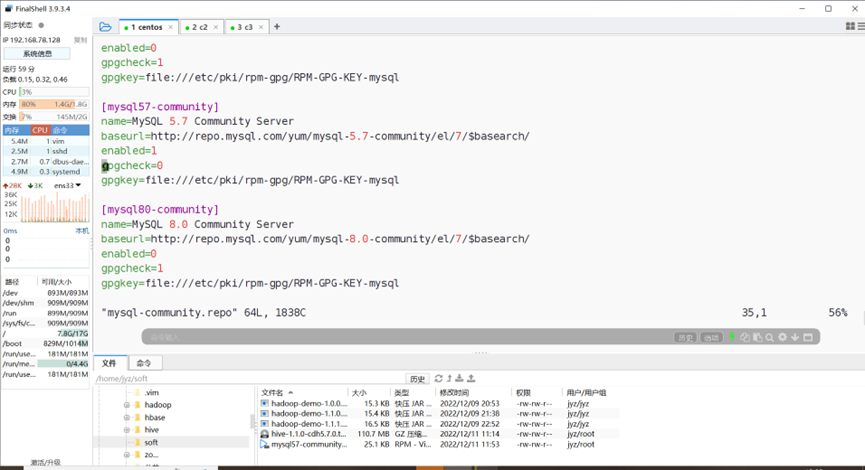 FinalShell 3.9.3.4
同步状态
1 centos
2 c2
3 c3
IP 192.168.78.128
复制
系统信息
运行 59 分
负载 0.15, 0.32, 0.46
CPU 3%
内存 80% 1.4G/1.8G
交换 7% 145M/2G
内存 CPU 命令
5.4M 1 vim
2.5M 1 sshd
2.7M 0.7 dbus-dae...
4.9M 0.3 systemd
28K 3K ens33
36K
25K
12K
0ms 本机
0
0
0
路径 可用/大小
/dev 893M/893M
/dev/shm 909M/909M
/run 899M/909M
/sys/fs/c... 909M/909M
/ 7.8G/17G
/boot 829M/1014M
/run/use... 181M/181M
/run/me... 0/4.4G
/run/use... 181M/181M
激活/升级
enabled=0
gpgcheck=1
gpgkey=file:///etc/pki/rpm-gpg/RPM-GPG-KEY-mysql
[mysql57-community]
name=MySQL 5.7 Community Server
baseurl=http://repo.mysql.com/yum/mysql-5.7-community/el/7/$basearch/
enabled=1
gpgcheck=0
gpgkey=file:///etc/pki/rpm-gpg/RPM-GPG-KEY-mysql
[mysql80-community]
name=MySQL 8.0 Community Server
baseurl=http://repo.mysql.com/yum/mysql-8.0-community/el/7/$basearch/
enabled=0
gpgcheck=1
gpgkey=file:///etc/pki/rpm-gpg/RPM-GPG-KEY-mysql
"mysql-community.repo" 64L, 1838C 35,1 56%
命令输入 历史 选项
文件 命令
/home/jyz/soft 历史
.vim
hadoop
hbase
hive
soft
zo...
文件名 大小 类型 修改时间 权限 用户/用户组
hadoop-demo-1.0.0.... 15.3 KB 快压 JAR ... 2022/12/09 20:53 -rw-rw-r-- jyz/jyz
hadoop-demo-1.1.0.... 15.4 KB 快压 JAR ... 2022/12/09 21:38 -rw-rw-r-- jyz/jyz
hadoop-demo-1.1.1.... 16.5 KB 快压 JAR ... 2022/12/09 22:52 -rw-rw-r-- jyz/jyz
hive-1.1.0-cdh5.7.0.t... 110.7 MB GZ 压缩... 2022/12/11 11:14 -rw-rw-r-- jyz/root
mysql57-community... 25.1 KB RPM - Vi... 2022/12/11 11:53 -rw-rw-r-- jyz/root